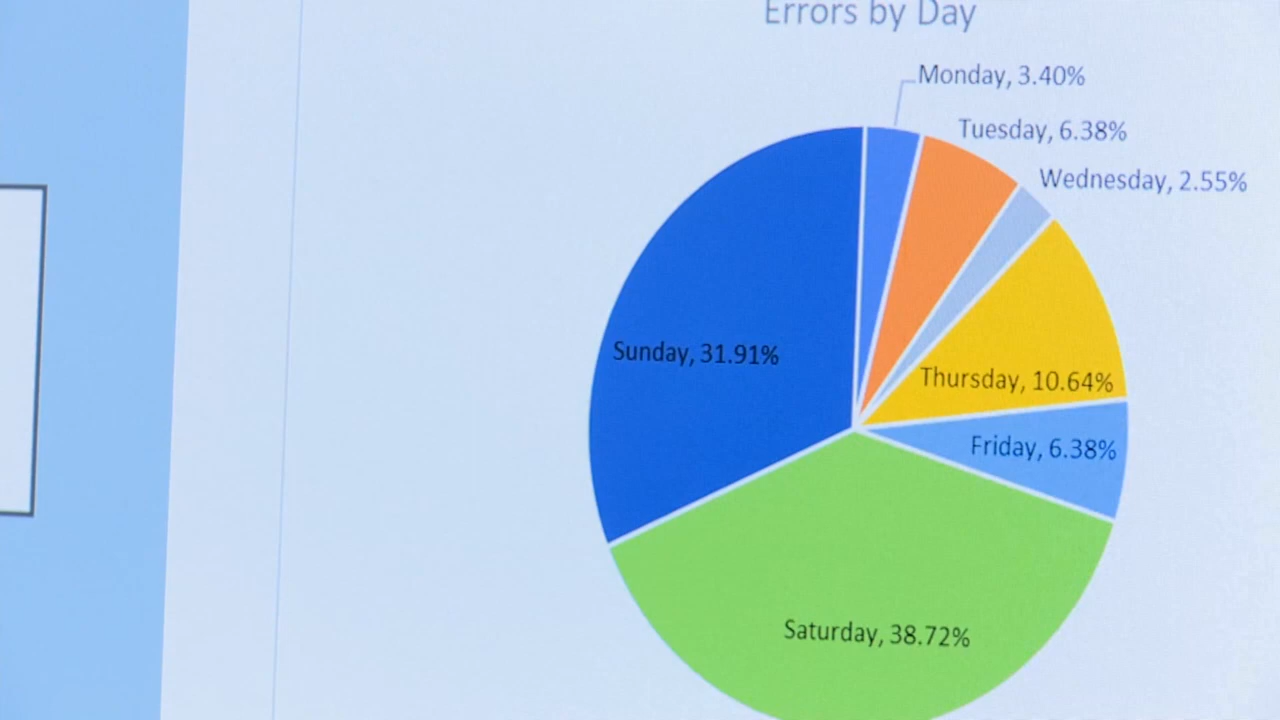 Errors by Day
Monday, 3.40%
Tuesday, 6.38%
Wednesday, 2.55%
Thursday, 10.64%
Friday, 6.38%
Saturday, 38.72%
Sunday, 31.91%